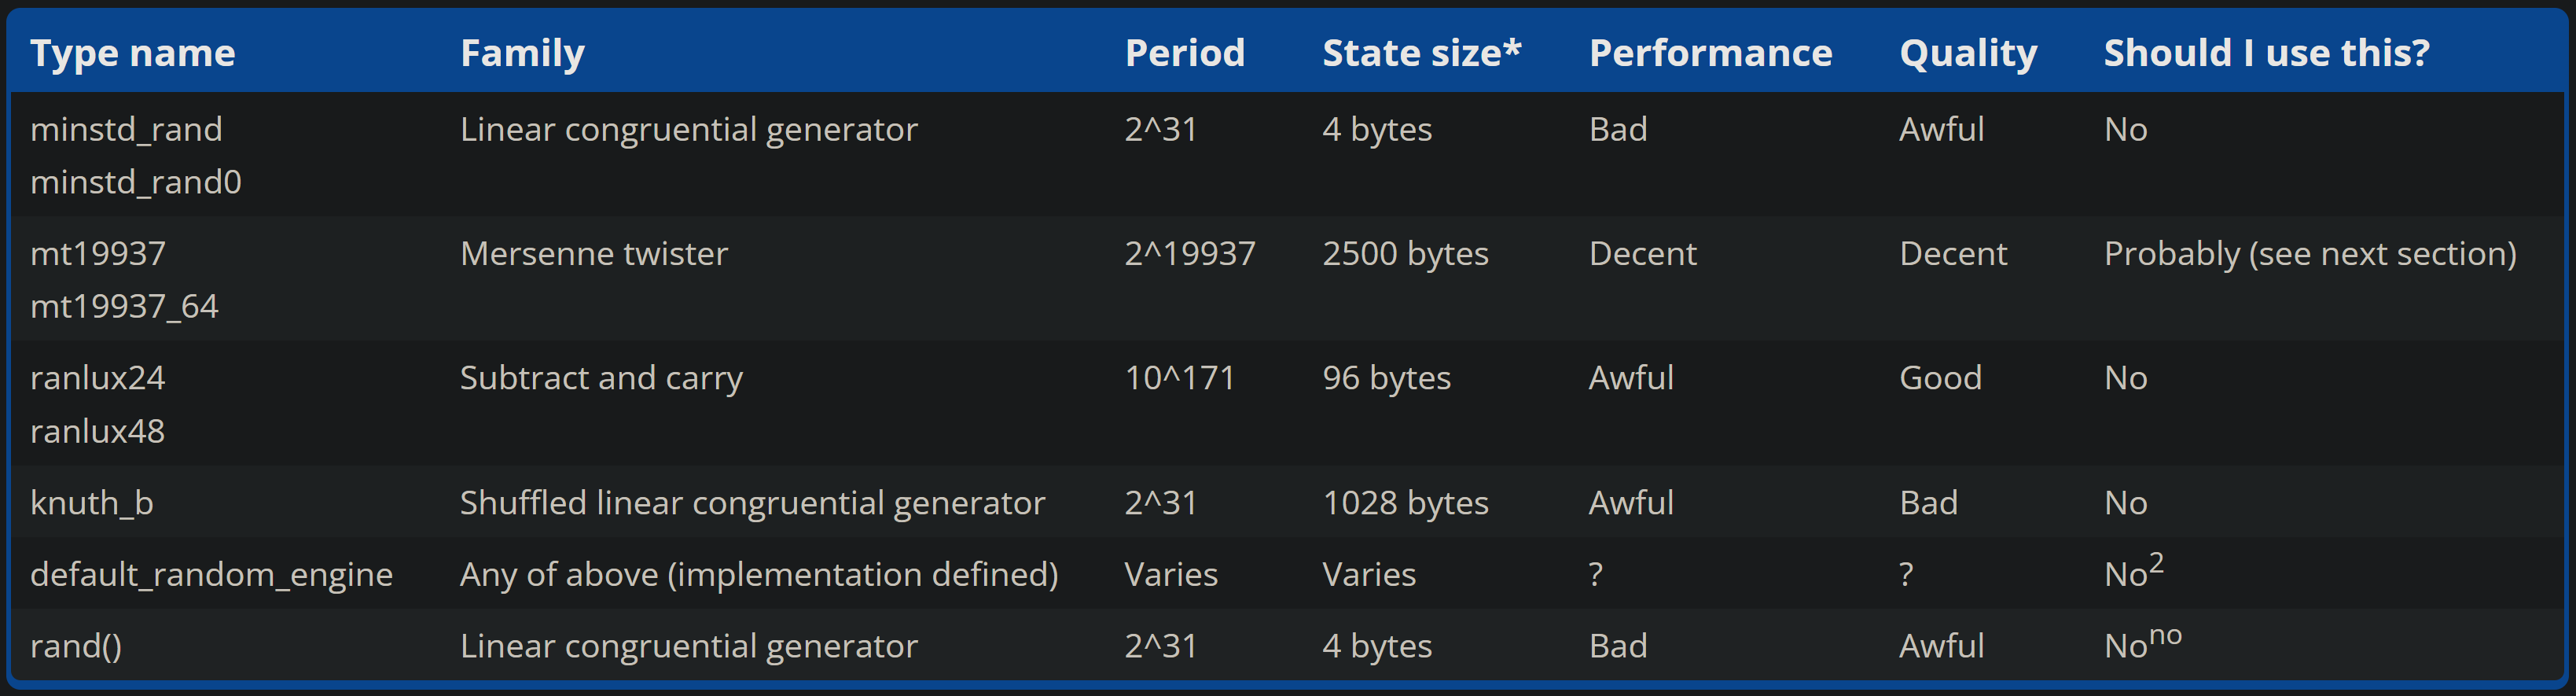 Type name Family Period State size* Performance Quality Should I use this?
minstd_rand Linear congruential generator 2^31 4 bytes Bad Awful No
minstd_rand0
mt19937 Mersenne twister 2^19937 2500 bytes Decent Decent Probably (see next section)
mt19937_64
ranlux24 Subtract and carry 10^171 96 bytes Awful Good No
ranlux48
knuth_b Shuffled linear congruential generator 2^31 1028 bytes Awful Bad No
default_random_engine Any of above (implementation defined) Varies Varies ? ? No²
rand() Linear congruential generator 2^31 4 bytes Bad Awful Noⁿᵒ